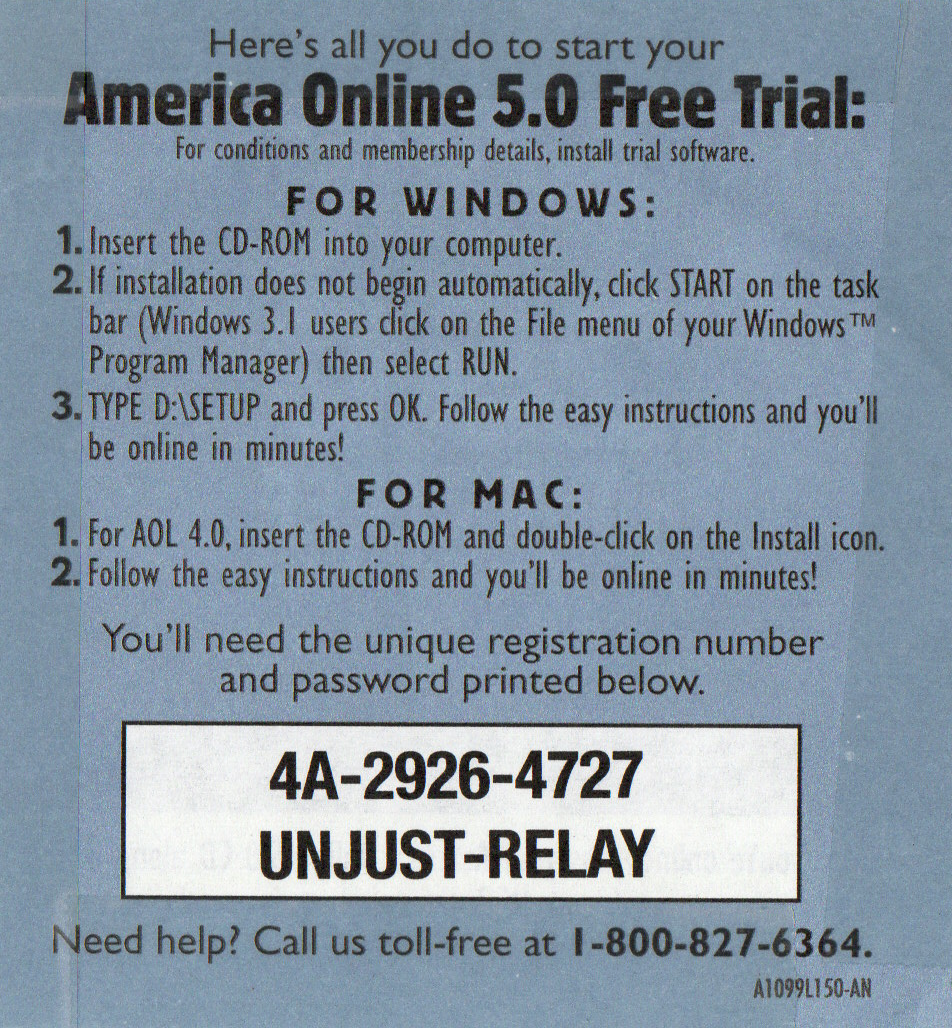 Here's all you do to start your
America Online 5.0 Free Trial:
For conditions and membership details, install trial software.
FOR WINDOWS:
1. Insert the CD-ROM into your computer.
2. If installation does not begin automatically, click START on the task
bar (Windows 3.1 users click on the File menu of your Windows™
Program Manager) then select RUN.
3. TYPE D:\SETUP and press OK. Follow the easy instructions and you'll
be online in minutes!
FOR MAC:
1. For AOL 4.0, insert the CD-ROM and double-click on the Install icon.
2. Follow the easy instructions and you'll be online in minutes!
You'll need the unique registration number
and password printed below.
4A-2926-4727
UNJUST-RELAY
Need help? Call us toll-free at 1-800-827-6364.
A1099L150-AN